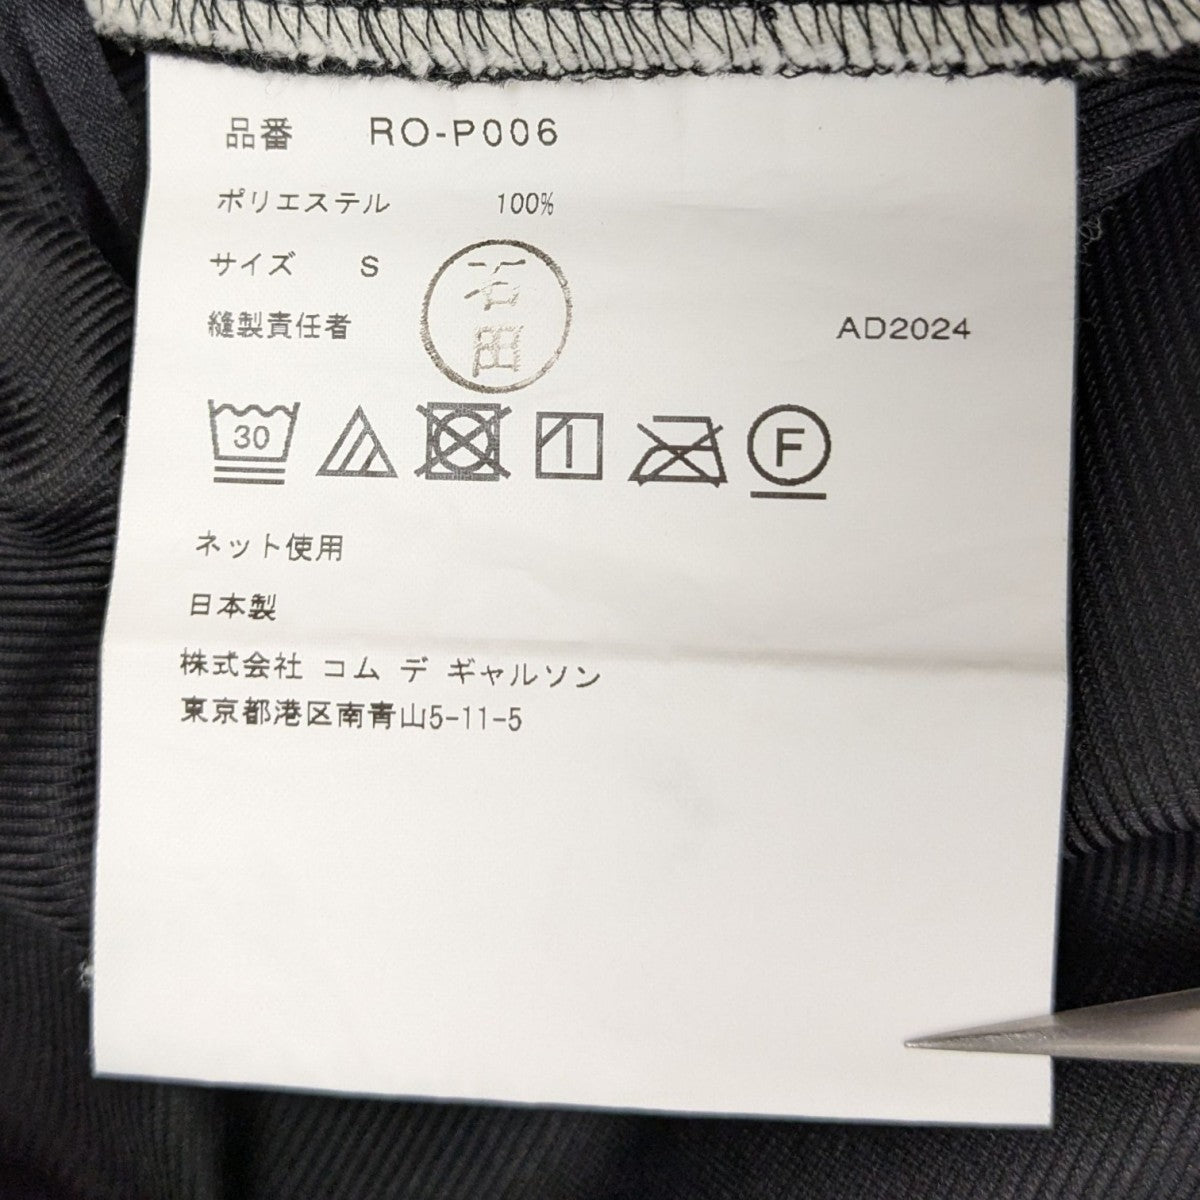 品番 RO-P006
ポリエステル 100%
サイズ S
縫製責任者 石田 AD2024
30 F
ネット使用
日本製
株式会社 コム デ ギャルソン
東京都港区南青山5-11-5